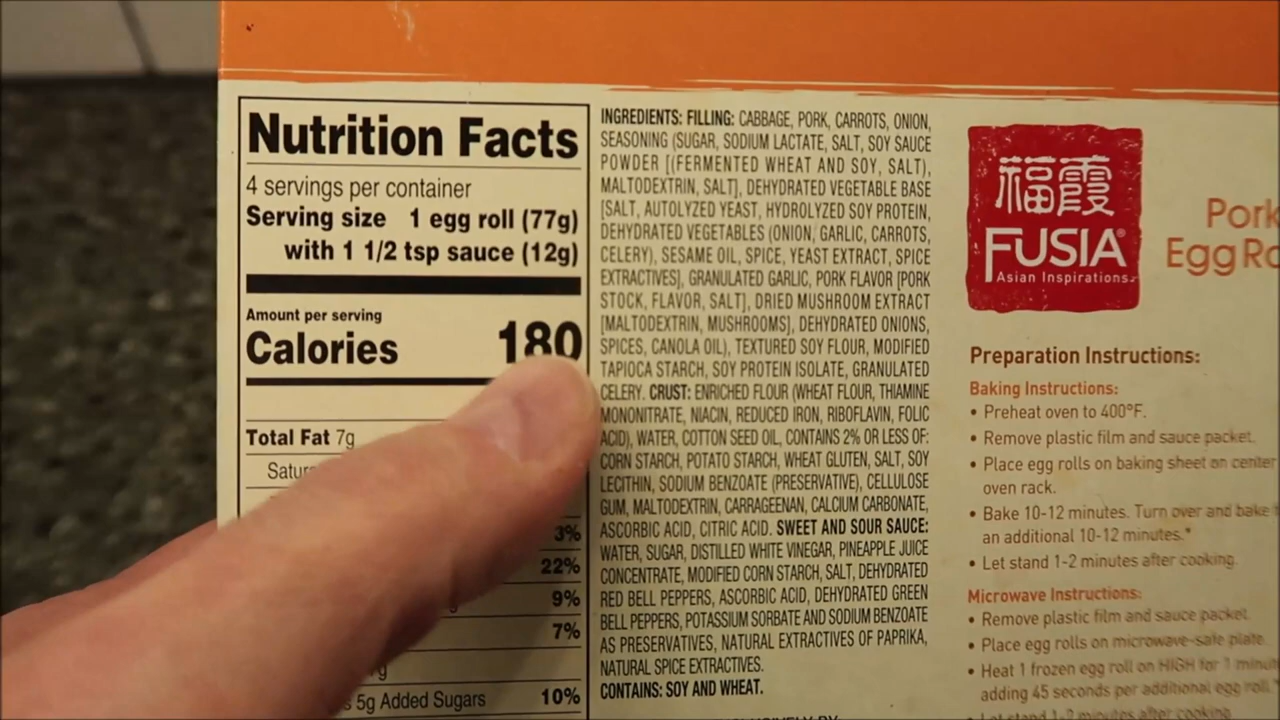 Nutrition Facts
4 servings per container
Serving size 1 egg roll (77g)
with 1 1/2 tsp sauce (12g)
Amount per serving
Calories 180
Total Fat 7g
3%
22%
9%
7%
5g Added Sugars 10%
INGREDIENTS: FILLING: CABBAGE, PORK, CARROTS, ONION,
SEASONING (SUGAR, SODIUM LACTATE, SALT, SOY SAUCE
POWDER [(FERMENTED WHEAT AND SOY, SALT),
MALTODEXTRIN, SALT], DEHYDRATED VEGETABLE BASE
[SALT, AUTOLYZED YEAST, HYDROLYZED SOY PROTEIN,
DEHYDRATED VEGETABLES (ONION, GARLIC, CARROTS,
CELERY), SESAME OIL, SPICE, YEAST EXTRACT, SPICE
EXTRACTIVES], GRANULATED GARLIC, PORK FLAVOR [PORK
STOCK, FLAVOR, SALT], DRIED MUSHROOM EXTRACT
[MALTODEXTRIN, MUSHROOMS], DEHYDRATED ONIONS,
SPICES, CANOLA OIL), TEXTURED SOY FLOUR, MODIFIED
TAPIOCA STARCH, SOY PROTEIN ISOLATE, GRANULATED
CELERY. CRUST: ENRICHED FLOUR (WHEAT FLOUR, THIAMINE
MONONITRATE, NIACIN, REDUCED IRON, RIBOFLAVIN, FOLIC
ACID), WATER, COTTON SEED OIL, CONTAINS 2% OR LESS OF:
CORN STARCH, POTATO STARCH, WHEAT GLUTEN, SALT, SOY
LECITHIN, SODIUM BENZOATE (PRESERVATIVE), CELLULOSE
GUM, MALTODEXTRIN, CARRAGEENAN, CALCIUM CARBONATE,
ASCORBIC ACID, CITRIC ACID. SWEET AND SOUR SAUCE:
WATER, SUGAR, DISTILLED WHITE VINEGAR, PINEAPPLE JUICE
CONCENTRATE, MODIFIED CORN STARCH, SALT, DEHYDRATED
RED BELL PEPPERS, ASCORBIC ACID, DEHYDRATED GREEN
BELL PEPPERS, POTASSIUM SORBATE AND SODIUM BENZOATE
AS PRESERVATIVES, NATURAL EXTRACTIVES OF PAPRIKA,
NATURAL SPICE EXTRACTIVES.
CONTAINS: SOY AND WHEAT.
福霞
FUSIA®
Asian Inspirations
Pork
Egg Ro
Preparation Instructions:
Baking Instructions:
• Preheat oven to 400°F.
• Remove plastic film and sauce packet.
• Place egg rolls on baking sheet on center
oven rack.
• Bake 10-12 minutes. Turn over and bake
an additional 10-12 minutes.*
• Let stand 1-2 minutes after cooking.
Microwave Instructions:
• Remove plastic film and sauce packet.
• Place egg rolls on microwave-safe plate.
• Heat 1 frozen egg roll on HIGH for 1 minut
adding 45 seconds per additional egg roll.
• Let stand 1-2 minutes after cooking